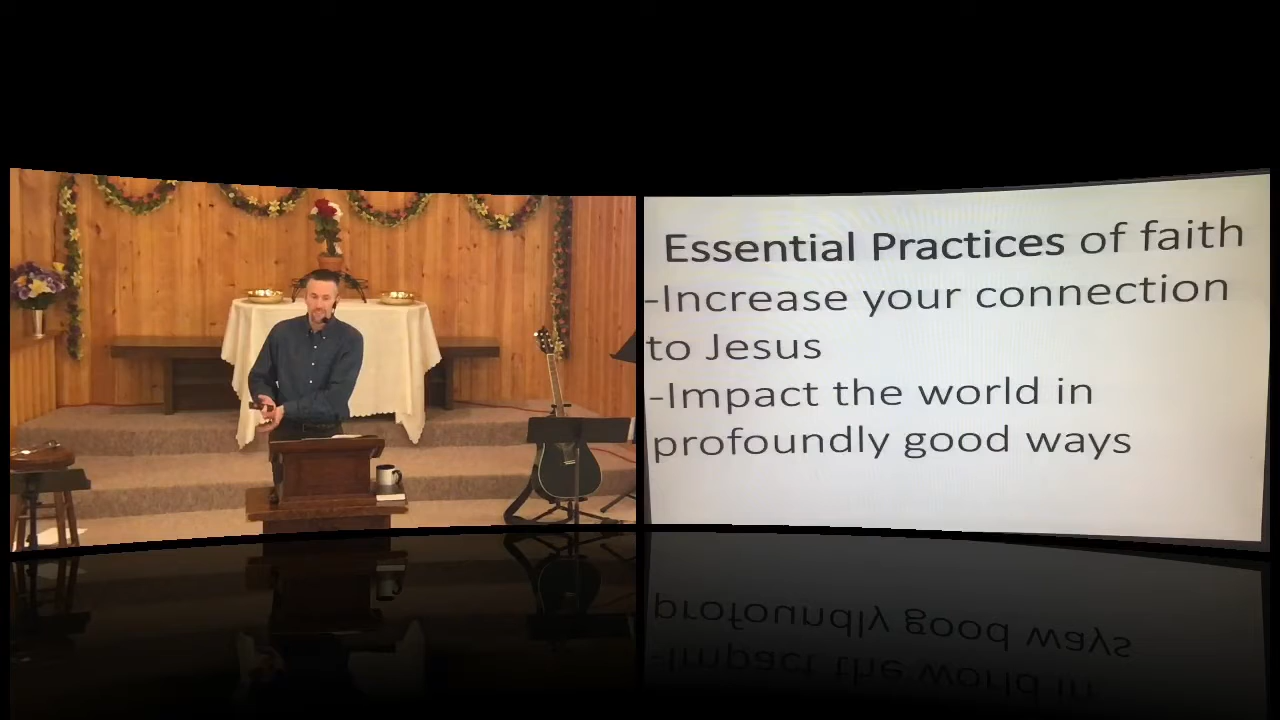 Essential Practices of faith
-Increase your connection
to Jesus
-Impact the world in
profoundly good ways